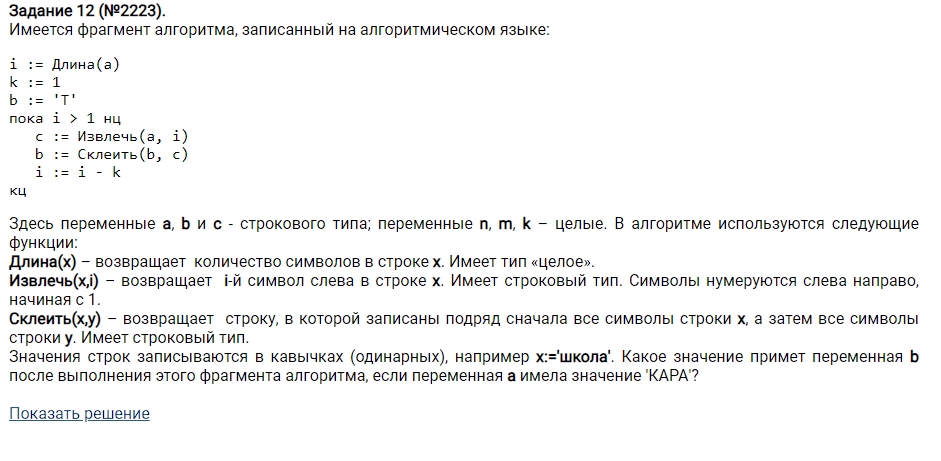 Задание 12 (№2223).
Имеется фрагмент алгоритма, записанный на алгоритмическом языке:
i := Длина(a)
k := 1
b := 'Т'
пока i > 1 нц
c := Извлечь(a, i)
b := Склеить(b, c)
i := i - k
кц
Здесь переменные a, b и c - строкового типа; переменные n, m, k – целые. В алгоритме используются следующие
функции:
Длина(x) – возвращает количество символов в строке x. Имеет тип «целое».
Извлечь(x,i) – возвращает i-й символ слева в строке x. Имеет строковый тип. Символы нумеруются слева направо,
начиная с 1.
Склеить(x,y) – возвращает строку, в которой записаны подряд сначала все символы строки x, а затем все символы
строки y. Имеет строковый тип.
Значения строк записываются в кавычках (одинарных), например x:='школа'. Какое значение примет переменная b
после выполнения этого фрагмента алгоритма, если переменная a имела значение 'КАРА'?
Показать решение